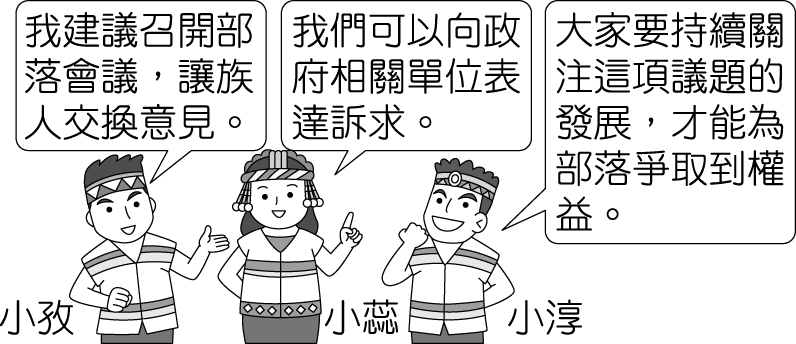 我建議召開部
落會議，讓族
人交換意見。
我們可以向政
府相關單位表
達訴求。
大家要持續關
注這項議題的
發展，才能為
部落爭取到權
益。
小孜
小蕊
小淳